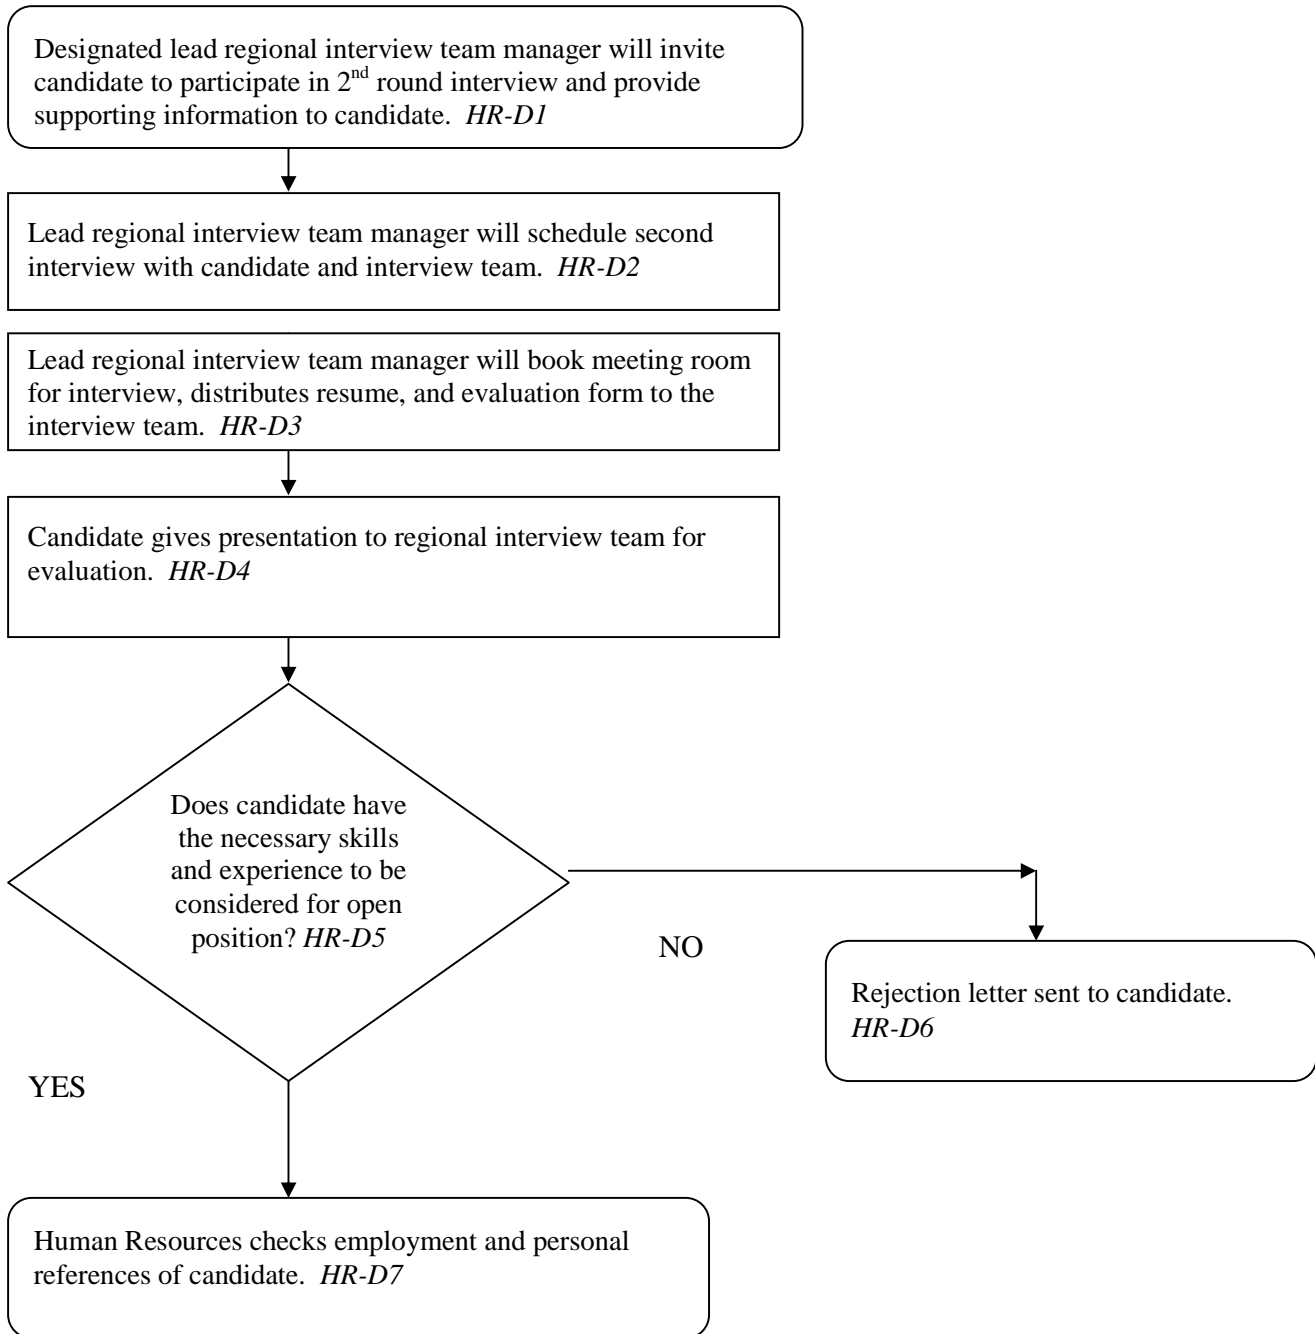 Designated lead regional interview team manager will invite
candidate to participate in 2nd round interview and provide
supporting information to candidate.  HR-D1
Lead regional interview team manager will schedule second
interview with candidate and interview team.  HR-D2
Lead regional interview team manager will book meeting room
for interview, distributes resume, and evaluation form to the
interview team.  HR-D3
Candidate gives presentation to regional interview team for
evaluation.  HR-D4
Does candidate have
the necessary skills
and experience to be
considered for open
position? HR-D5
NO
Rejection letter sent to candidate.
HR-D6
YES
Human Resources checks employment and personal
references of candidate.  HR-D7